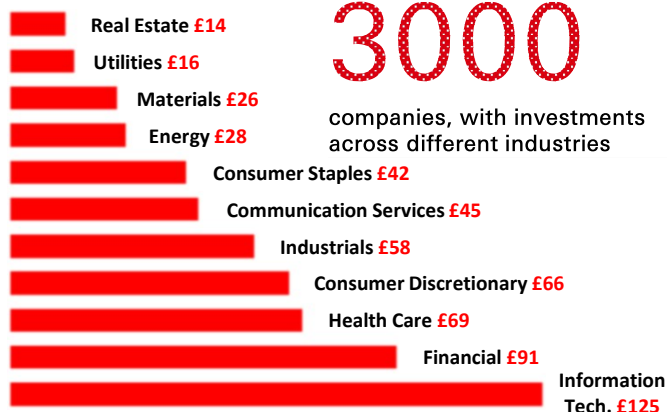 Real Estate £14
3000
Utilities £16
Materials £26
companies, with investments
across different industries
Energy £28
Consumer Staples £42
Communication Services £45
Industrials £58
Consumer Discretionary £66
Health Care £69
Financial £91
Information
Tech. £125